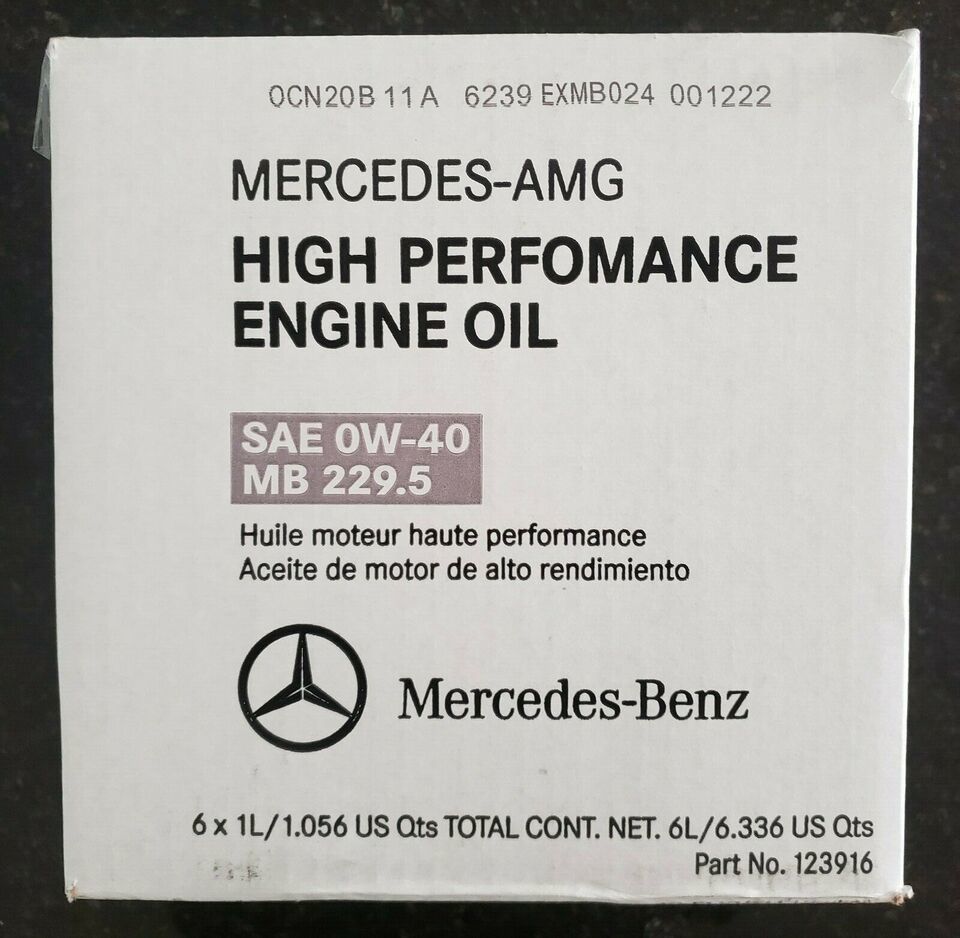 OCN20B 11A 6239 EXMB024 001222
MERCEDES-AMG
HIGH PERFOMANCE
ENGINE OIL
SAE 0W-40
MB 229.5
Huile moteur haute performance
Aceite de motor de alto rendimiento
Mercedes-Benz
6 x 1L/1.056 US Qts TOTAL CONT. NET. 6L/6.336 US Qts
Part No. 123916